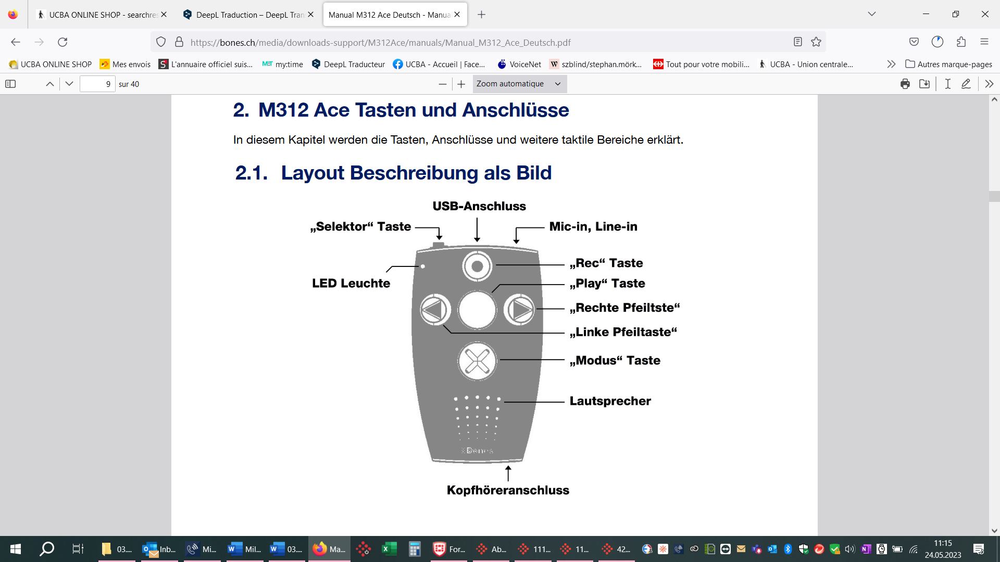 UCBA ONLINE SHOP - searchres
DeepL Traduction – DeepL Tran
Manual M312 Ace Deutsch - Manua
https://bones.ch/media/downloads-support/M312Ace/manuals/Manual_M312_Ace_Deutsch.pdf
UCBA ONLINE SHOP
Mes envois
L'annuaire officiel suis...
my:time
DeepL Traducteur
UCBA - Accueil | Face...
VoiceNet
szblind/stephan.mörk...
Tout pour votre mobili...
UCBA - Union centrale...
Autres marque-pages
9 sur 40
Zoom automatique
2. M312 Ace Tasten und Anschlüsse
In diesem Kapitel werden die Tasten, Anschlüsse und weitere taktile Bereiche erklärt.
2.1. Layout Beschreibung als Bild
USB-Anschluss
„Selektor“ Taste
Mic-in, Line-in
„Rec“ Taste
LED Leuchte
„Play“ Taste
„Rechte Pfeiltste“
„Linke Pfeiltaste“
„Modus“ Taste
Lautsprecher
Bones
Kopfhöreranschluss
03....
Inb...
Mi...
Mil...
03....
Ma...
For...
Ab...
111...
11...
42...
11:15
24.05.2023